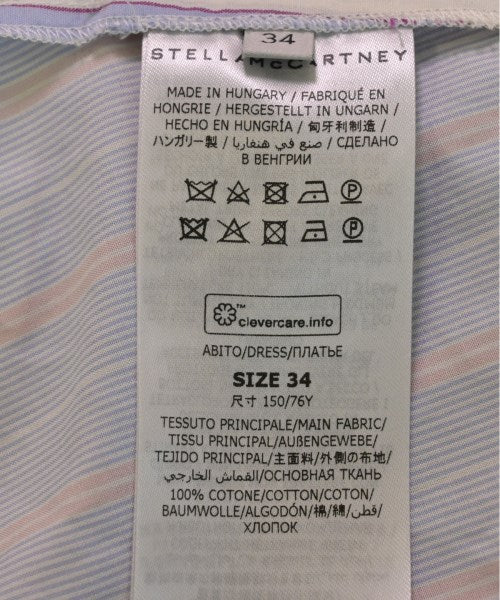 34
STELLA McCARTNEY
MADE IN HUNGARY / FABRIQUÉ EN
HONGRIE / HERGESTELLT IN UNGARN /
HECHO EN HUNGRÍA / 匈牙利制造 /
ハンガリー製 / صنع في هنغاريا / СДЕЛАНО
В ВЕНГРИИ
P
P
™
clevercare.info
ABITO/DRESS/ПЛАТЬЕ
SIZE 34
尺寸 150/76Y
TESSUTO PRINCIPALE/MAIN FABRIC/
TISSU PRINCIPAL/AUßENGEWEBE/
TEJIDO PRINCIPAL/主面料/外側の布地/
القماش الخارجي/ОСНОВНАЯ ТКАНЬ
100% COTONE/COTTON/COTON/
BAUMWOLLE/ALGODÓN/棉/綿/قطن/
ХЛОПОК